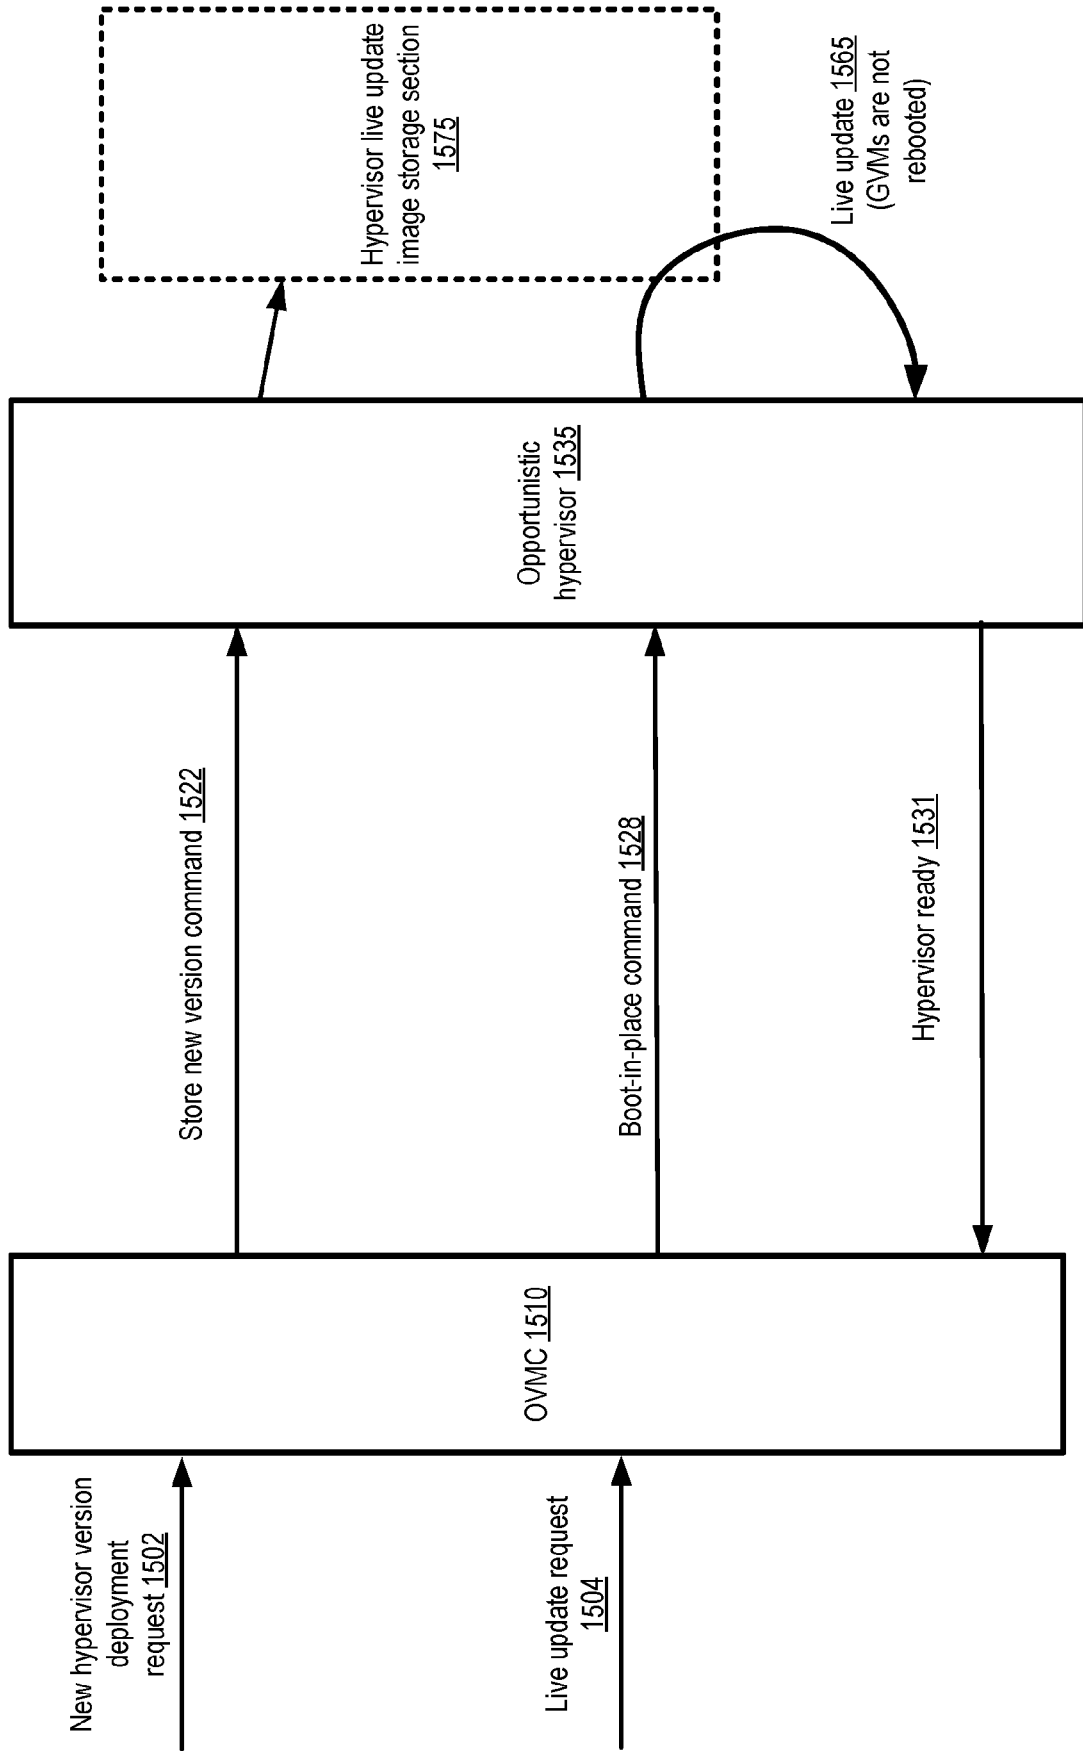 New hypervisor version
deployment
request 1502
Live update request
1504
OVMC 1510
Store new version command 1522
Boot-in-place command 1528
Hypervisor ready 1531
Opportunistic
hypervisor 1535
Hypervisor live update
image storage section
1575
Live update 1565
(GVMs are not
rebooted)